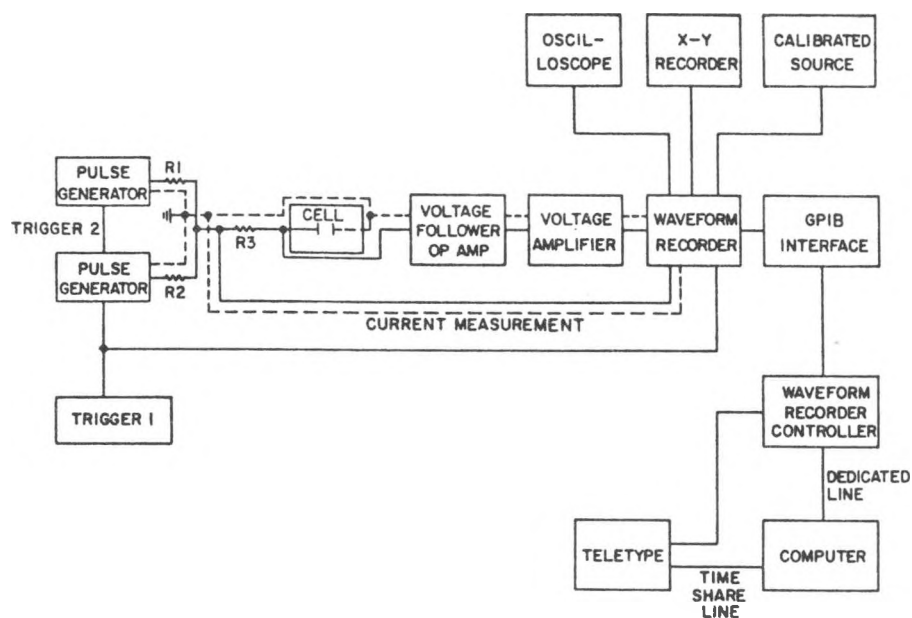 OSCIL-
LOSCOPE
X-Y
RECORDER
CALIBRATED
SOURCE
PULSE
GENERATOR
R1
TRIGGER 2
PULSE
GENERATOR
R2
R3
CELL
VOLTAGE
FOLLOWER
OP AMP
VOLTAGE
AMPLIFIER
WAVEFORM
RECORDER
GPIB
INTERFACE
CURRENT MEASUREMENT
TRIGGER 1
WAVEFORM
RECORDER
CONTROLLER
DEDICATED
LINE
TELETYPE
TIME
SHARE
LINE
COMPUTER